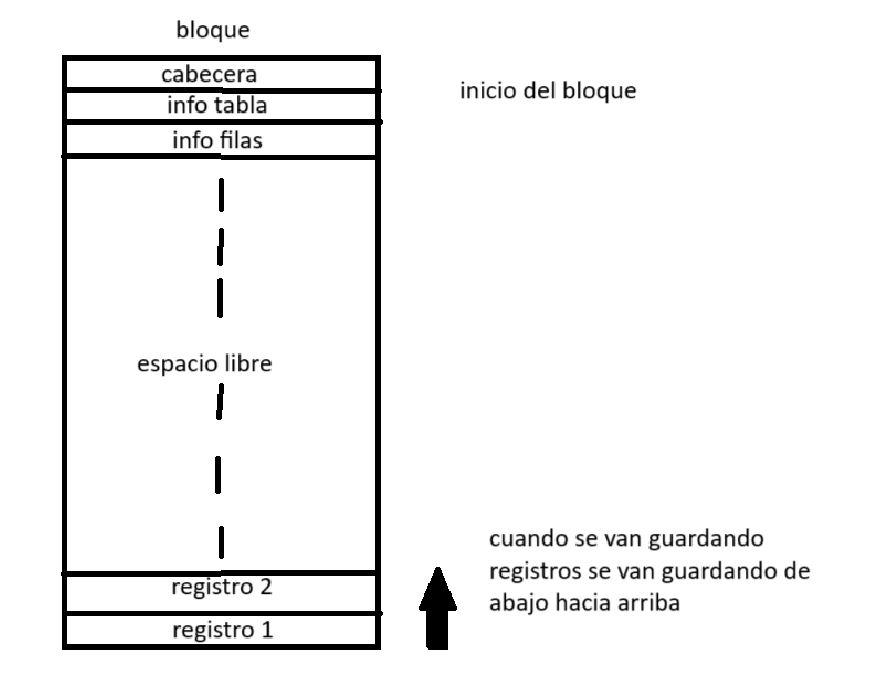 bloque
cabecera
inicio del bloque
info tabla
info filas
espacio libre
cuando se van guardando
registros se van guardando de
abajo hacia arriba
registro 2
registro 1